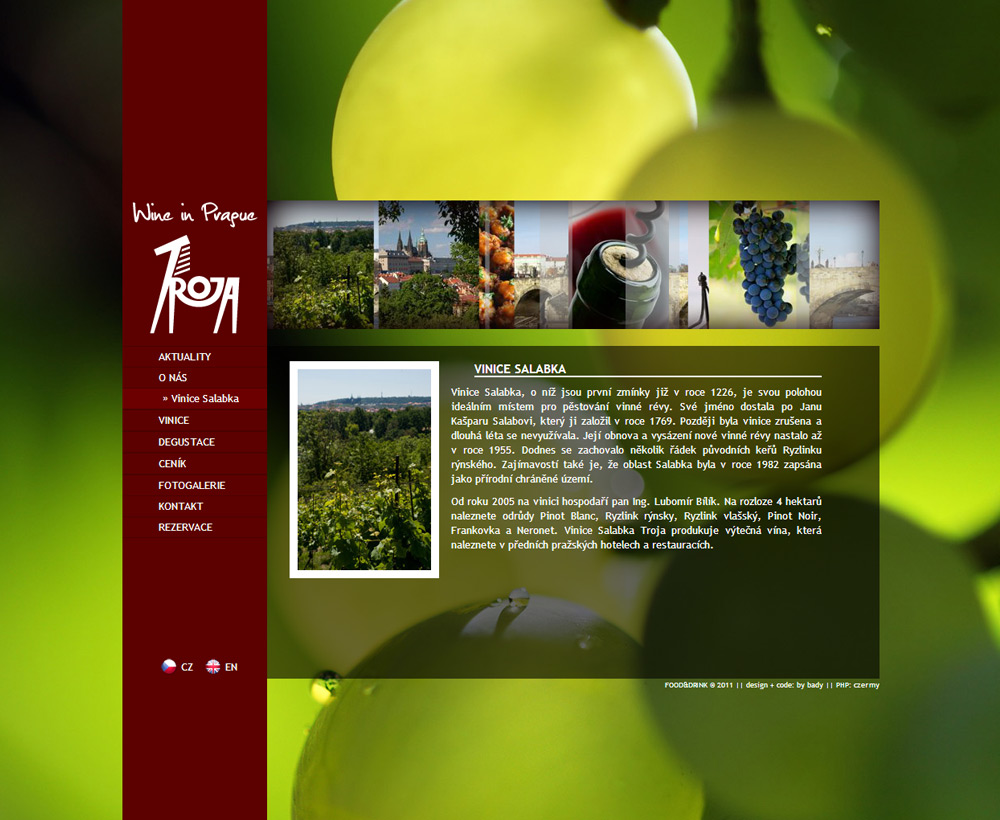 Wine in Prague
TROJA
AKTUALITY
O NÁS
» Vinice Salabka
VINICE
DEGUSTACE
CENÍK
FOTOGALERIE
KONTAKT
REZERVACE
CZ EN
VINICE SALABKA
Vinice Salabka, o níž jsou první zmínky již v roce 1226, je svou polohou
ideálním místem pro pěstování vinné révy. Své jméno dostala po Janu
Kašparu Salabovi, který ji založil v roce 1769. Později byla vinice zrušena a
dlouhá léta se nevyužívala. Její obnova a vysázení nové vinné révy nastalo až
v roce 1955. Dodnes se zachovalo několik řádek původních keřů Ryzlinku
rýnského. Zajímavostí také je, že oblast Salabka byla v roce 1982 zapsána
jako přírodní chráněné území.
Od roku 2005 na vinici hospodaří pan Ing. Lubomír Bílík. Na rozloze 4 hektarů
naleznete odrůdy Pinot Blanc, Ryzlink rýnsky, Ryzlink vlašský, Pinot Noir,
Frankovka a Neronet. Vinice Salabka Troja produkuje výtečná vína, která
naleznete v předních pražských hotelech a restauracích.
FOOD&DRINK © 2011 || design + code: by bady || PHP: czermy